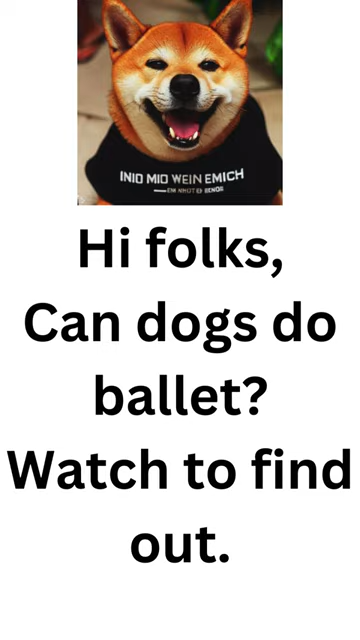 INIO MIO WEIN EMICH
Hi folks,
Can dogs do
ballet?
Watch to find
out.